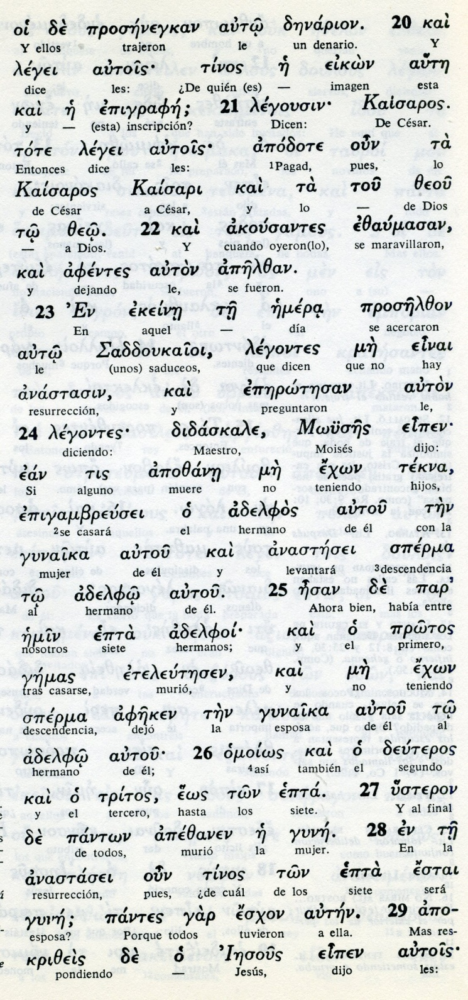 οἱ δὲ προσήνεγκαν αὐτῷ δηνάριον. 20 καὶ
Y ellos trajeron le un denario. Y
λέγει αὐτοῖς· τίνος ἡ εἰκὼν αὕτη
dice les: ¿De quién (es) — imagen esta
καὶ ἡ ἐπιγραφή; 21 λέγουσιν· Καίσαρος.
y — (esta) inscripción? Dicen: De César.
τότε λέγει αὐτοῖς· ἀπόδοτε οὖν τὰ
Entonces dice les: 1Pagad, pues, lo
Καίσαρος Καίσαρι καὶ τὰ τοῦ θεοῦ
de César a César, y lo — de Dios
τῷ θεῷ. 22 καὶ ἀκούσαντες ἐθαύμασαν,
— a Dios. Y cuando oyeron(lo), se maravillaron,
καὶ ἀφέντες αὐτὸν ἀπῆλθαν.
y dejando le, se fueron.
23 Ἐν ἐκείνῃ τῇ ἡμέρᾳ προσῆλθον
En aquel — día se acercaron
αὐτῷ Σαδδουκαῖοι, λέγοντες μὴ εἶναι
le (unos) saduceos, que dicen que no hay
ἀνάστασιν, καὶ ἐπηρώτησαν αὐτὸν
resurrección, y preguntaron le,
24 λέγοντες· διδάσκαλε, Μωϋσῆς εἶπεν·
diciendo: Maestro, Moisés dijo:
ἐάν τις ἀποθάνῃ μὴ ἔχων τέκνα,
Si alguno muere no teniendo hijos,
ἐπιγαμβρεύσει ὁ ἀδελφὸς αὐτοῦ τὴν
2se casará el hermano de él con la
γυναῖκα αὐτοῦ καὶ ἀναστήσει σπέρμα
mujer de él y levantará 3descendencia
τῷ ἀδελφῷ αὐτοῦ. 25 ἦσαν δὲ παρ’
al hermano de él. Ahora bien, había entre
ἡμῖν ἑπτὰ ἀδελφοί· καὶ ὁ πρῶτος
nosotros siete hermanos; y el primero,
γήμας ἐτελεύτησεν, καὶ μὴ ἔχων
tras casarse, murió, y no teniendo
σπέρμα ἀφῆκεν τὴν γυναῖκα αὐτοῦ τῷ
descendencia, dejó la esposa de él al
ἀδελφῷ αὐτοῦ· 26 ὁμοίως καὶ ὁ δεύτερος
hermano de él; 4así también el segundo
καὶ ὁ τρίτος, ἕως τῶν ἑπτά. 27 ὕστερον
y el tercero, hasta los siete. Y al final
δὲ πάντων ἀπέθανεν ἡ γυνή. 28 ἐν τῇ
de todos, murió la mujer. En la
ἀναστάσει οὖν τίνος τῶν ἑπτὰ ἔσται
resurrección, pues, ¿de cuál de los siete será
γυνή; πάντες γὰρ ἔσχον αὐτήν. 29 ἀπο-
esposa? Porque todos tuvieron a ella. Mas res-
κριθεὶς δὲ ὁ Ἰησοῦς εἶπεν αὐτοῖς·
pondiendo — Jesús, dijo les: